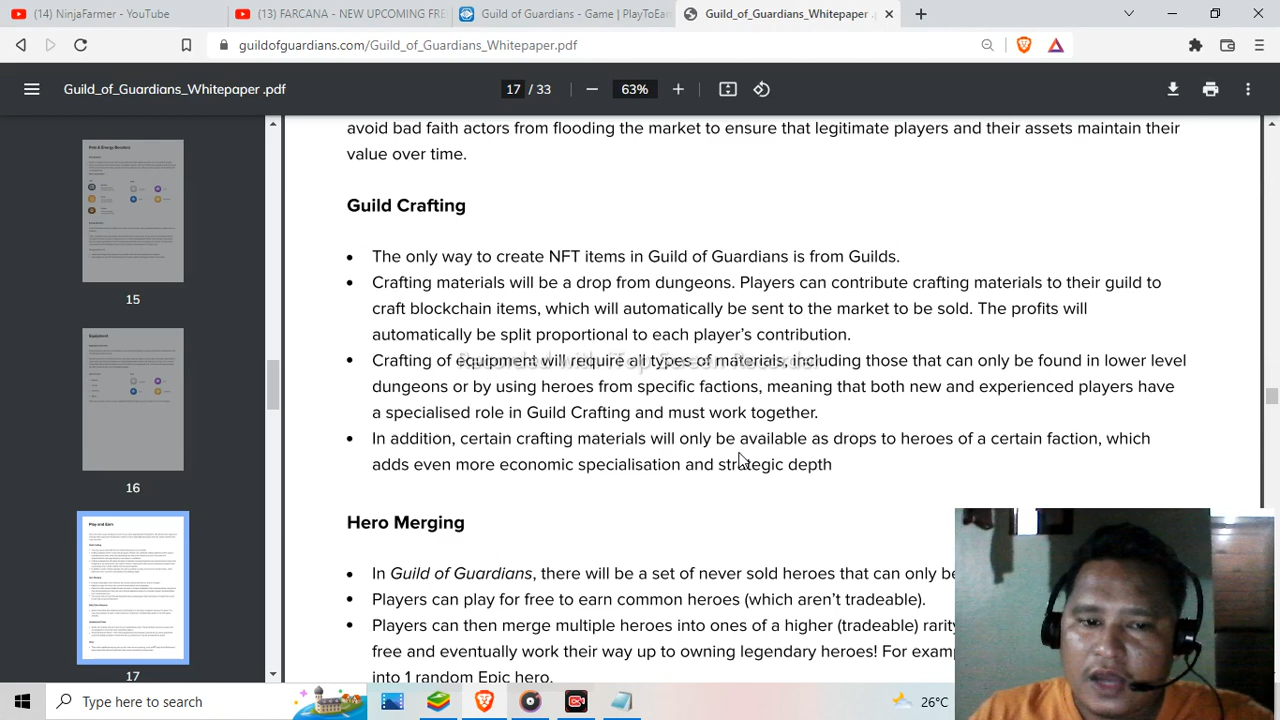 (14) NinjaFarmer - YouTube
(13) FARCANA - NEW UPCOMING FRE
Guild of Guardians - Game | PlayToEarn
Guild_of_Guardians_Whitepaper .pdf
guildofguardians.com/Guild_of_Guardians_Whitepaper.pdf
Guild_of_Guardians_Whitepaper .pdf
17 / 33
63%
avoid bad faith actors from flooding the market to ensure that legitimate players and their assets maintain their
value over time.
Guild Crafting
The only way to create NFT items in Guild of Guardians is from Guilds.
Crafting materials will be a drop from dungeons. Players can contribute crafting materials to their guild to
craft blockchain items, which will automatically be sent to the market to be sold. The profits will
automatically be split proportional to each player's contribution.
Crafting of equipment will require all types of materials, including those that can only be found in lower level
dungeons or by using heroes from specific factions, meaning that both new and experienced players have
a specialised role in Guild Crafting and must work together.
In addition, certain crafting materials will only be available as drops to heroes of a certain faction, which
adds even more economic specialisation and strategic depth
Hero Merging
Guild of Guardians there will be a set of never sold heroes that can only b
Players can play for free to earn common heroes (which aren't tradeable).
Players can then merge multiple heroes into ones of a higher (tradeable) rarit
free and eventually work their way up to owning legendary heroes! For examp
into 1 random Epic hero.
15
Equipment
16
Play and Earn
17
Type here to search
26°C